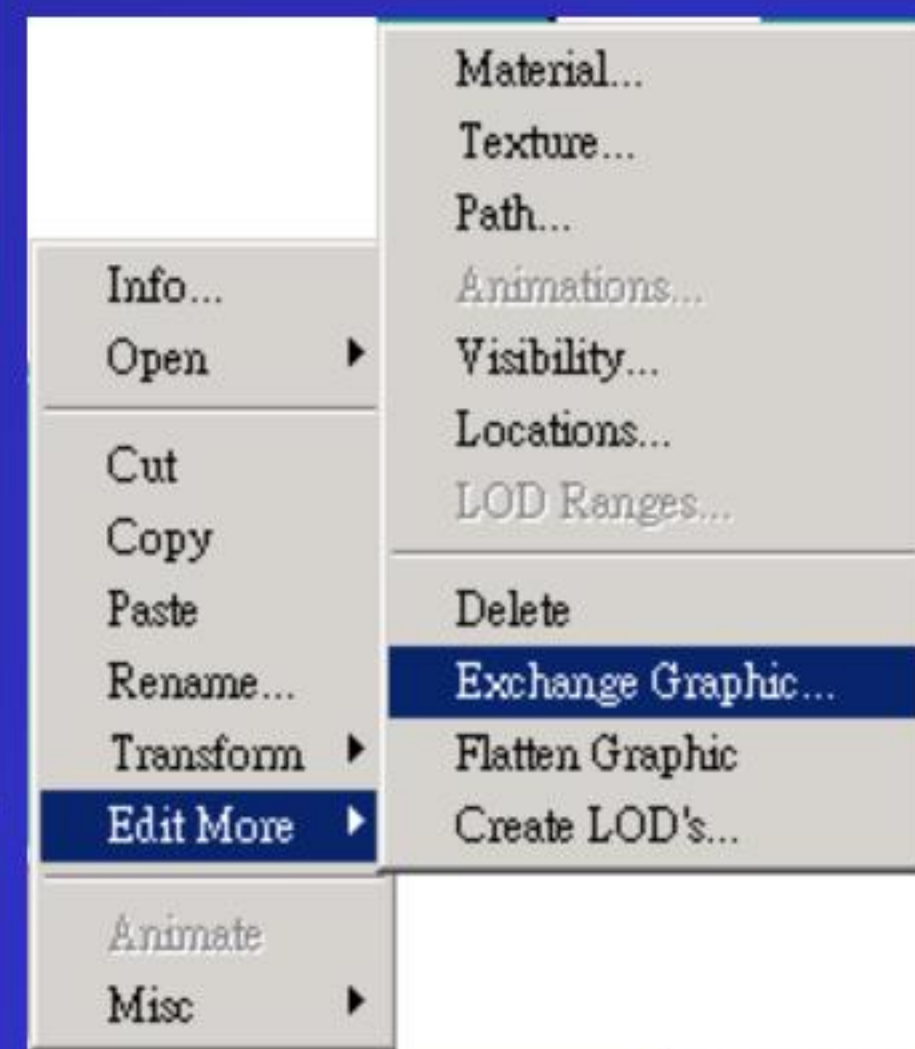 Info...
Open
Cut
Copy
Paste
Rename...
Transform
Edit More
Animate
Misc
Material...
Texture...
Path...
Animations...
Visibility...
Locations...
LOD Ranges...
Delete
Exchange Graphic...
Flatten Graphic
Create LOD's...